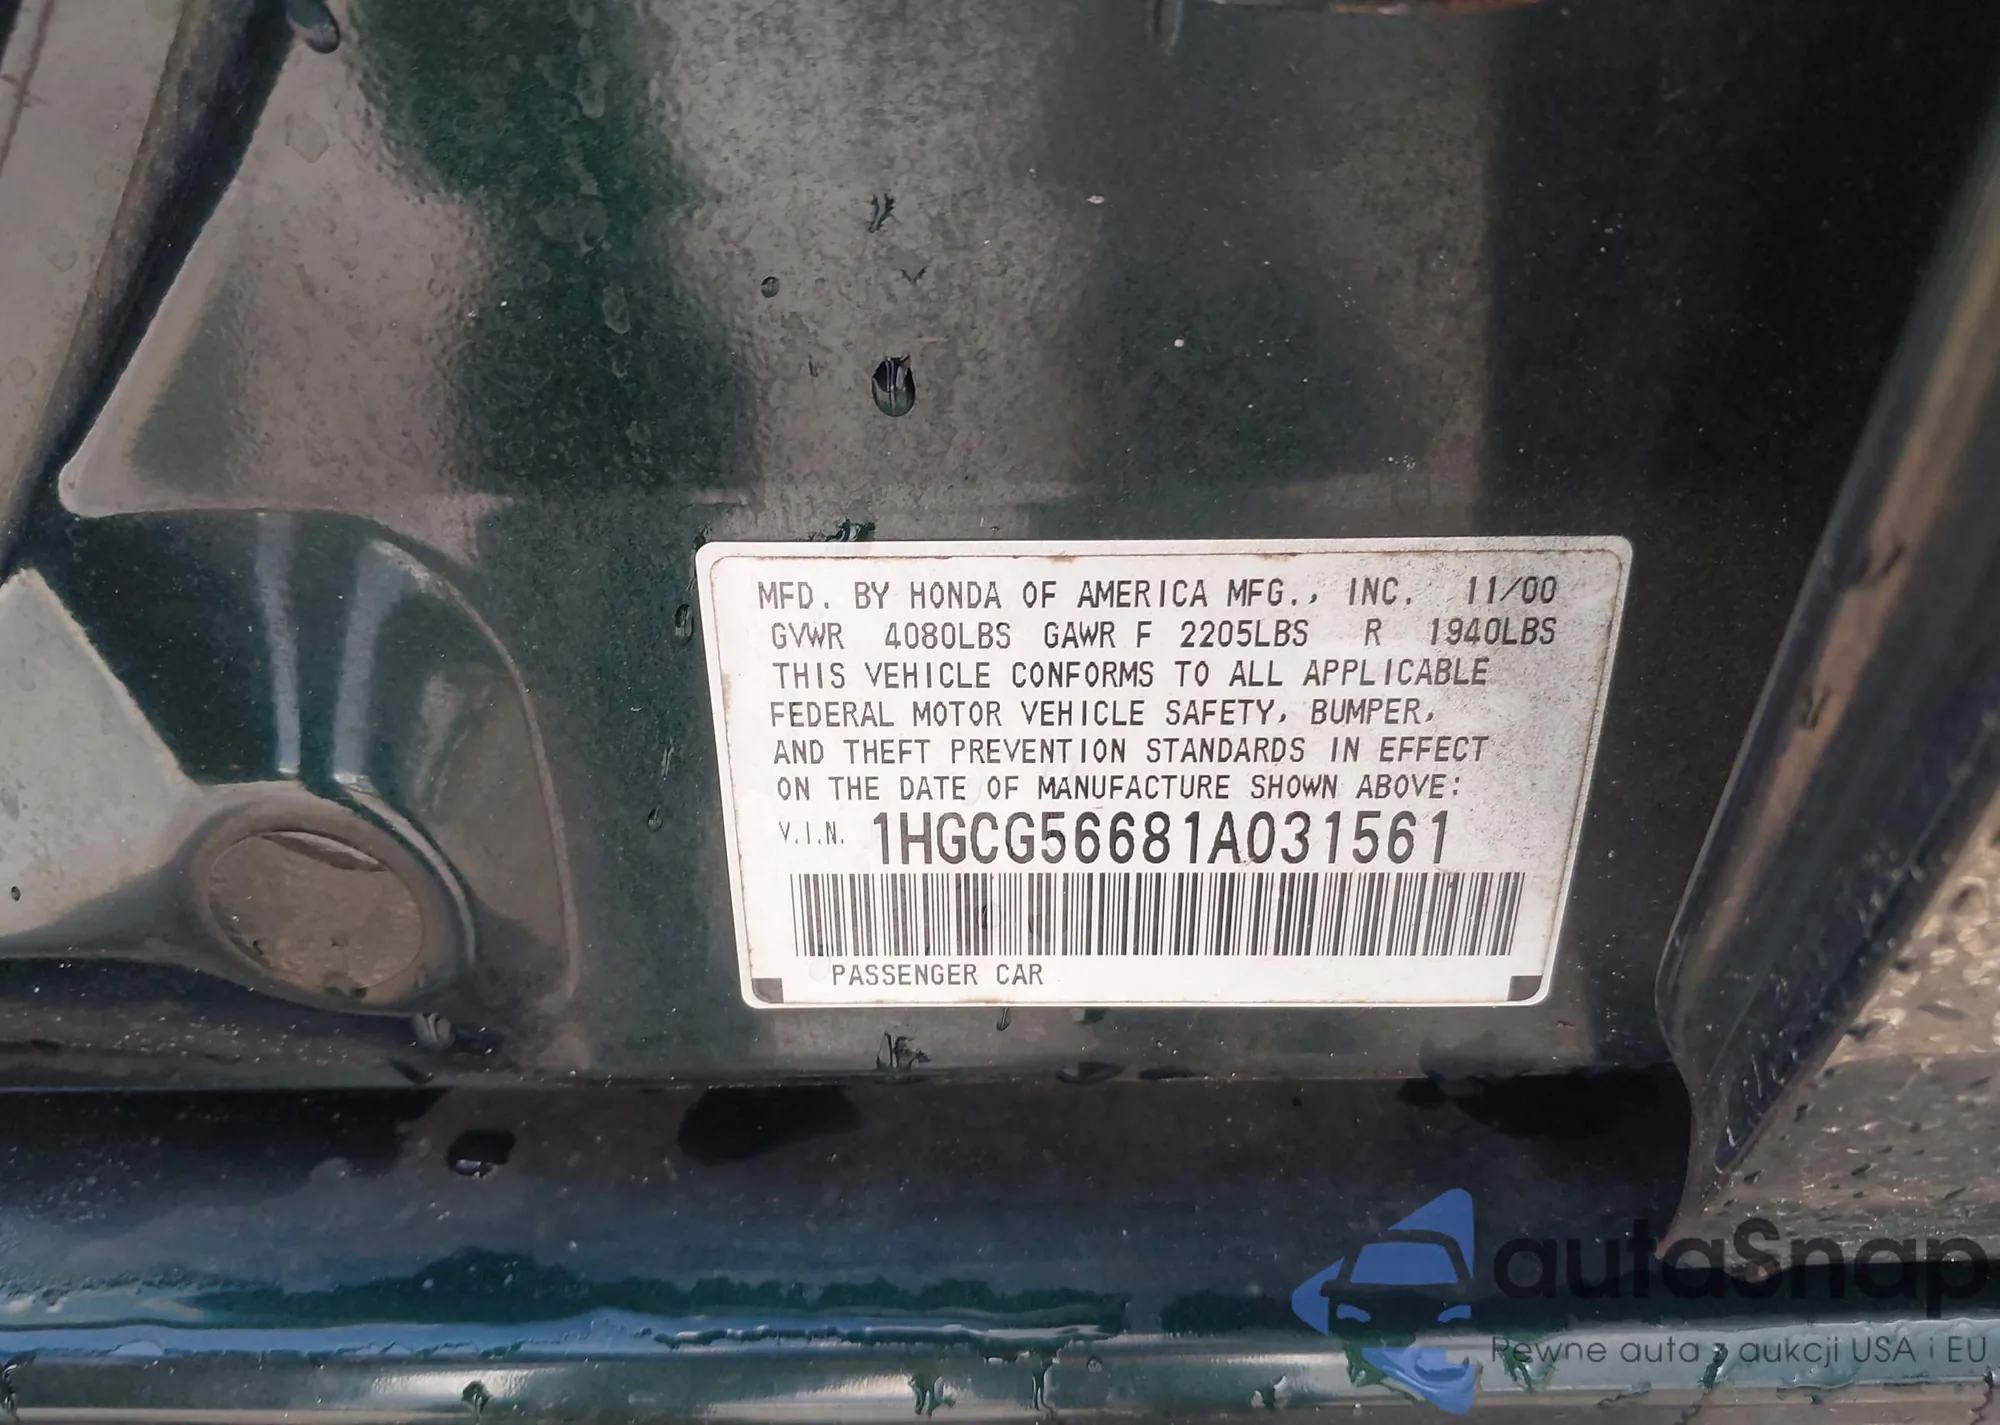 MFD. BY HONDA OF AMERICA MFG., INC. 11/00
GVWR 4080LBS GAWR F 2205LBS R 1940LBS
THIS VEHICLE CONFORMS TO ALL APPLICABLE
FEDERAL MOTOR VEHICLE SAFETY, BUMPER,
AND THEFT PREVENTION STANDARDS IN EFFECT
ON THE DATE OF MANUFACTURE SHOWN ABOVE:
V.I.N. 1HGCG56681A031561
PASSENGER CAR
autaSnap
Pewne auta z aukcji USA i EU